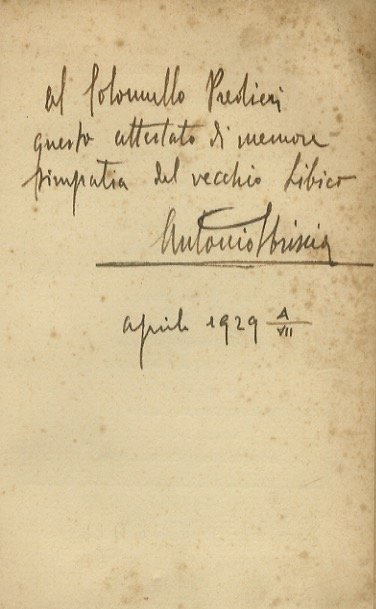 al Colonnello Predieri
questo attestato di memore
simpatia del vecchio Libico
Antonio
aprile 1929 A/VII